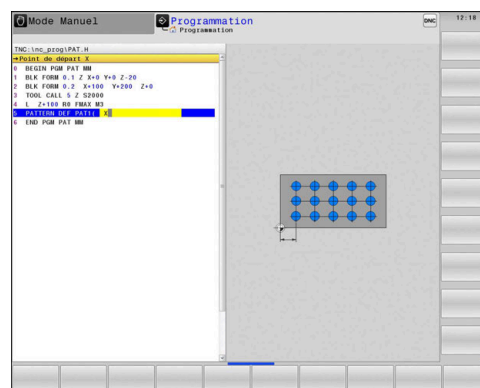 Mode Manuel
Programmation
Programmation
DNC
12:18
TNC:\nc_prog\PAT.H
→Point de départ X
0 BEGIN PGM PAT MM
1 BLK FORM 0.1 Z X+0 Y+0 Z-20
2 BLK FORM 0.2 X+100 Y+200 Z+0
3 TOOL CALL 5 Z S2000
4 L Z+100 R0 FMAX M3
5 PATTERN DEF PAT1( X
6 END PGM PAT MM